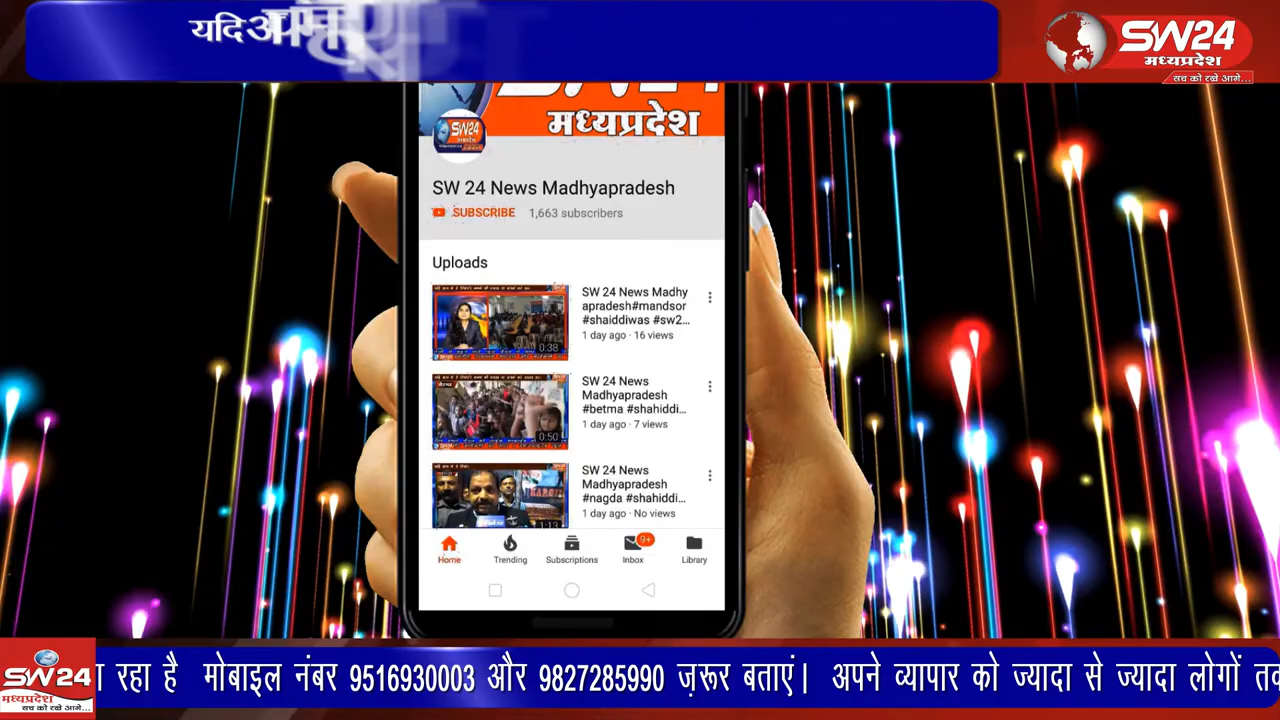 यदि
SW24
मध्यप्रदेश
सच को रखे आगे...
मध्यप्रदेश
SW24
SW 24 News Madhyapradesh
SUBSCRIBE 1,663 subscribers
Uploads
SW 24 News Madhy
apradesh#mandsor
#shaiddiwas #sw2...
1 day ago · 16 views
0:38
SW 24 News
Madhyapradesh
#betma #shahiddi...
1 day ago · 7 views
0:50
SW 24 News
Madhyapradesh
#nagda #shahiddi...
1 day ago · No views
1:13
9+
Home Trending Subscriptions Inbox Library
SW24
मध्यप्रदेश
सच को रखे आगे...
रहा है मोबाइल नंबर 9516930003 और 9827285990 ज़रूर बताएं| अपने व्यापार को ज्यादा से ज्यादा लोगों